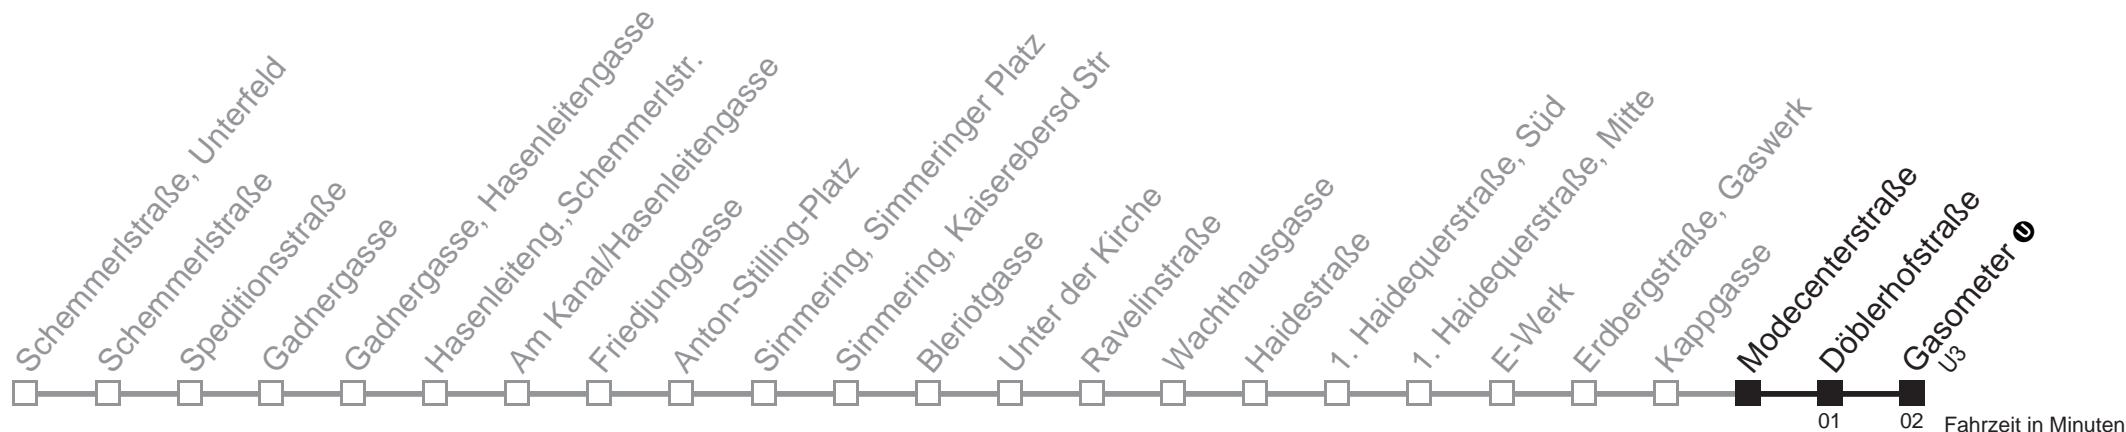 Schemmerlstraße, Unterfeld
Schemmerlstraße
Speditionsstraße
Gadnergasse
Gadnergasse, Hasenleitengasse
Hasenleiteng.,Schemmerlstr.
Am Kanal/Hasenleitengasse
Friedjunggasse
Anton-Stilling-Platz
Simmering, Simmeringer Platz
Simmering, Kaiserebersd Str
Bleriotgasse
Unter der Kirche
Ravelinstraße
Wachthausgasse
Haidestraße
1. Haidequerstraße, Süd
1. Haidequerstraße, Mitte
E-Werk
Erdbergstraße, Gaswerk
Kappgasse
Modecenterstraße
Döblerhofstraße
Gasometer U
U3
01
02
Fahrzeit in Minuten